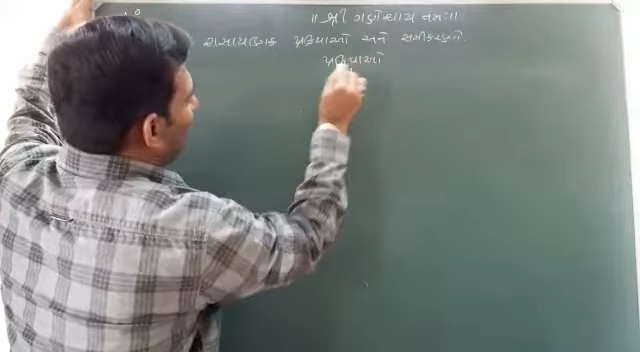 ॥ શ્રી ગણેશાય નમઃ ॥
રાસાયણિક પ્રક્રિયાઓ અને સમીકરણો
પ્રક્રિયાઓ